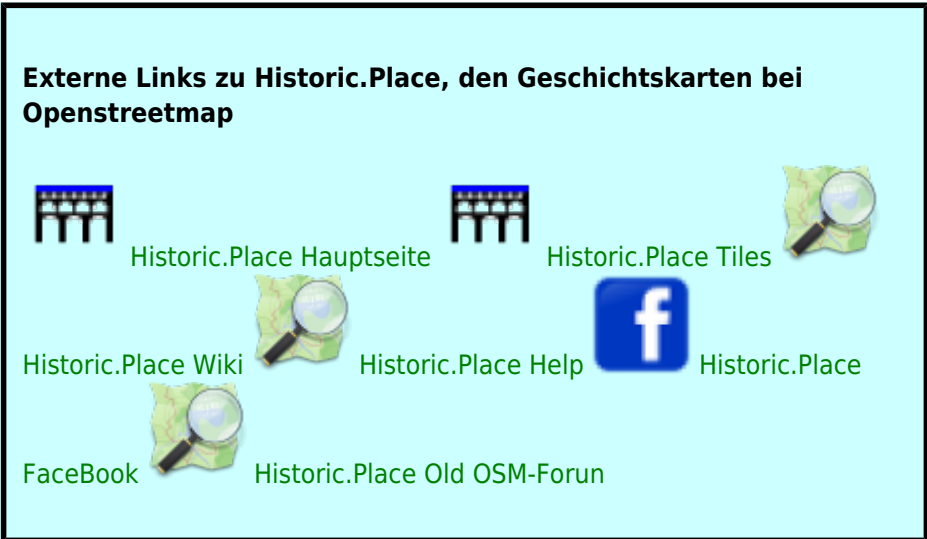 Externe Links zu Historic.Place, den Geschichtskarten bei
Openstreetmap
Historic.Place Hauptseite Historic.Place Tiles
Historic.Place Wiki Historic.Place Help Historic.Place
FaceBook Historic.Place Old OSM-Forun